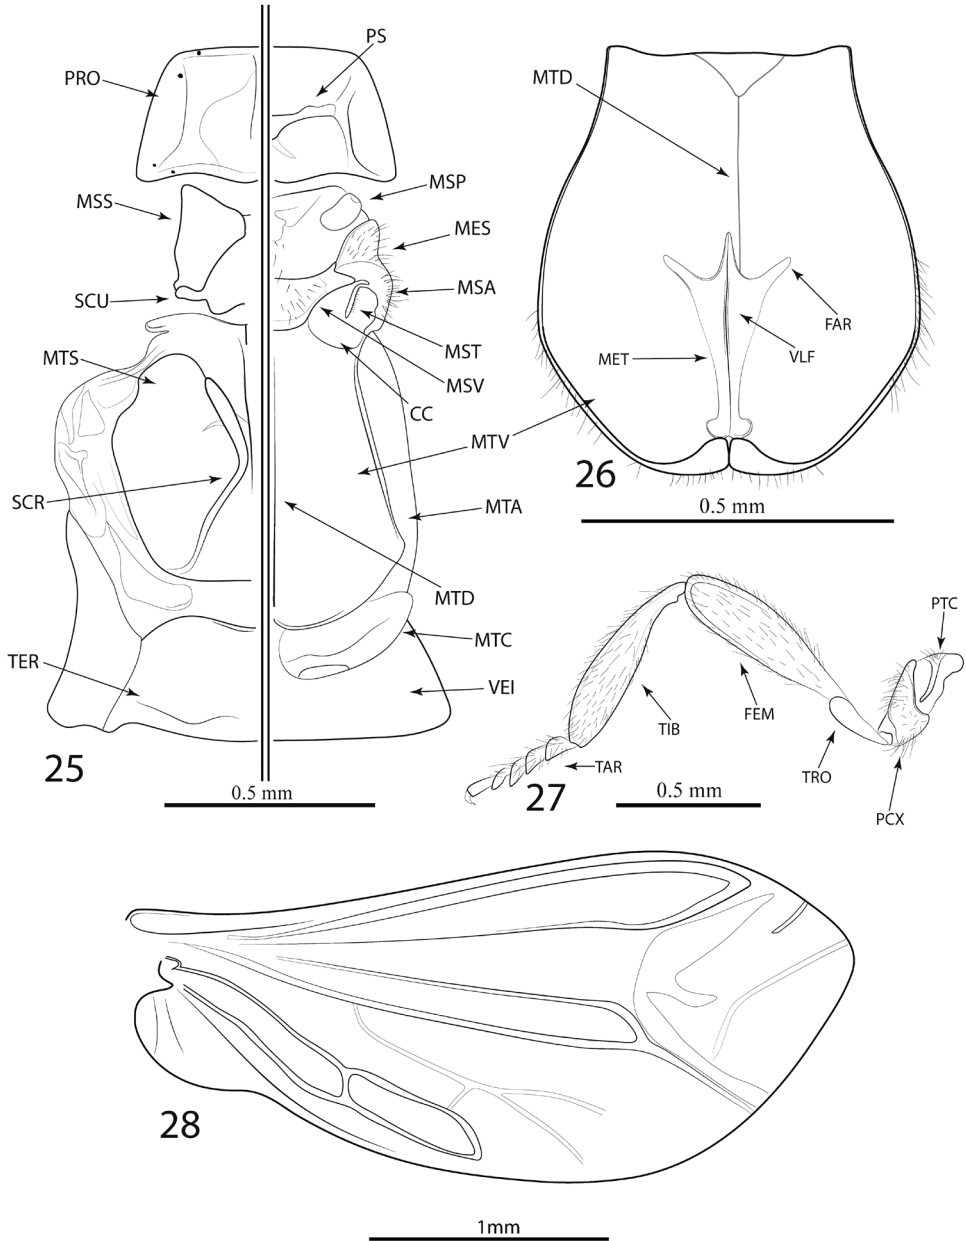 PRO
PS
MSS
MSP
MES
SCU
MSA
MTS
MST
MSV
CC
MTV
SCR
MTA
MTD
MTC
TER
VEI
25
0.5 mm
MTD
FAR
VLF
MET
26
0.5 mm
PTC
TIB
FEM
TAR
TRO
27
0.5 mm
PCX
28
1mm